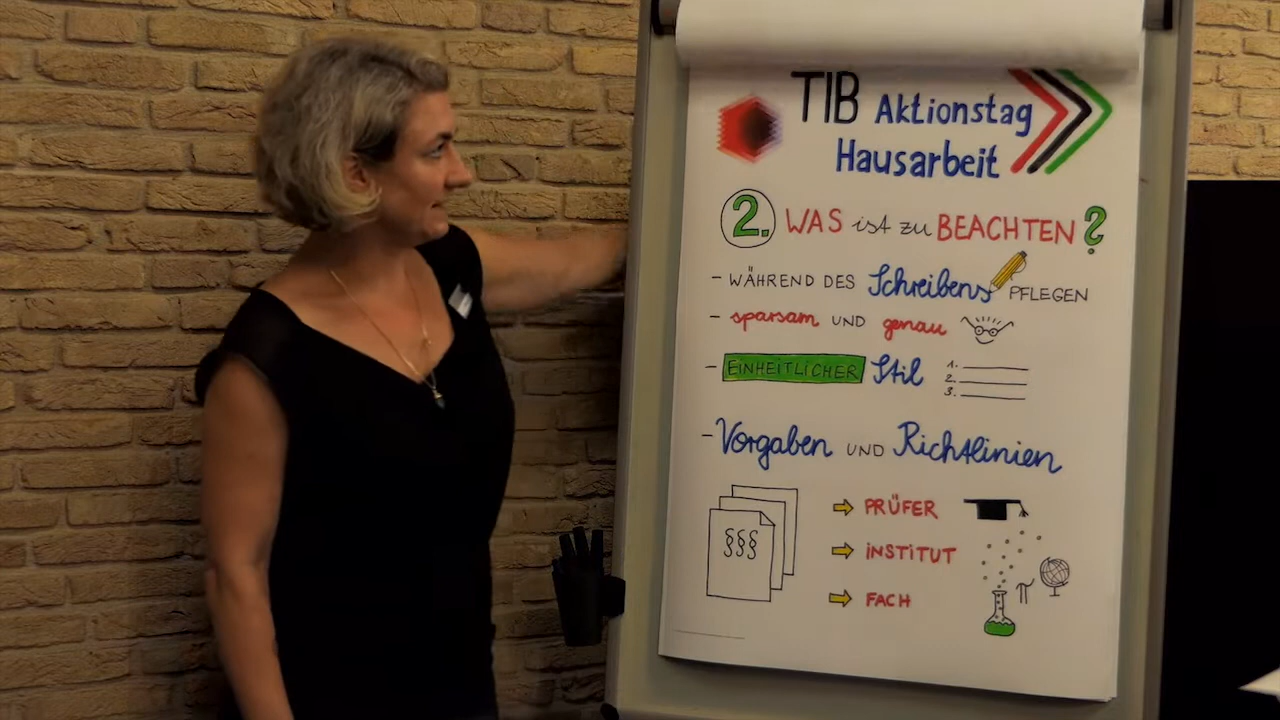 TIB Aktionstag
Hausarbeit
2. WAS ist zu BEACHTEN?
- WÄHREND DES Schreibens PFLEGEN
- sparsam UND genau
- EINHEITLICHER Stil
1.
2.
3.
- Vorgaben UND Richtlinien
§§§
PRÜFER
INSTITUT
FACH
π